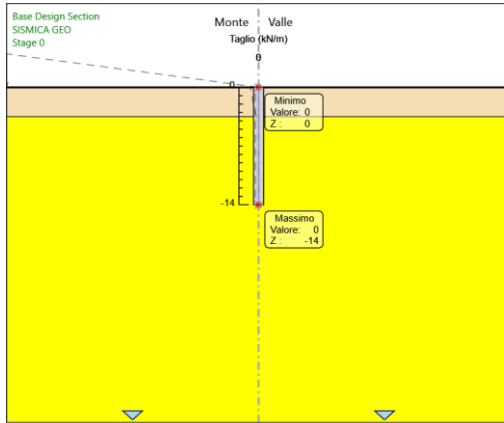 Base Design Section
SISMICA GEO
Stage 0
Monte Valle
Taglio (kN/m)
0
0
Minimo
Valore: 0
Z : 0
-14
Massimo
Valore: 0
Z : -14